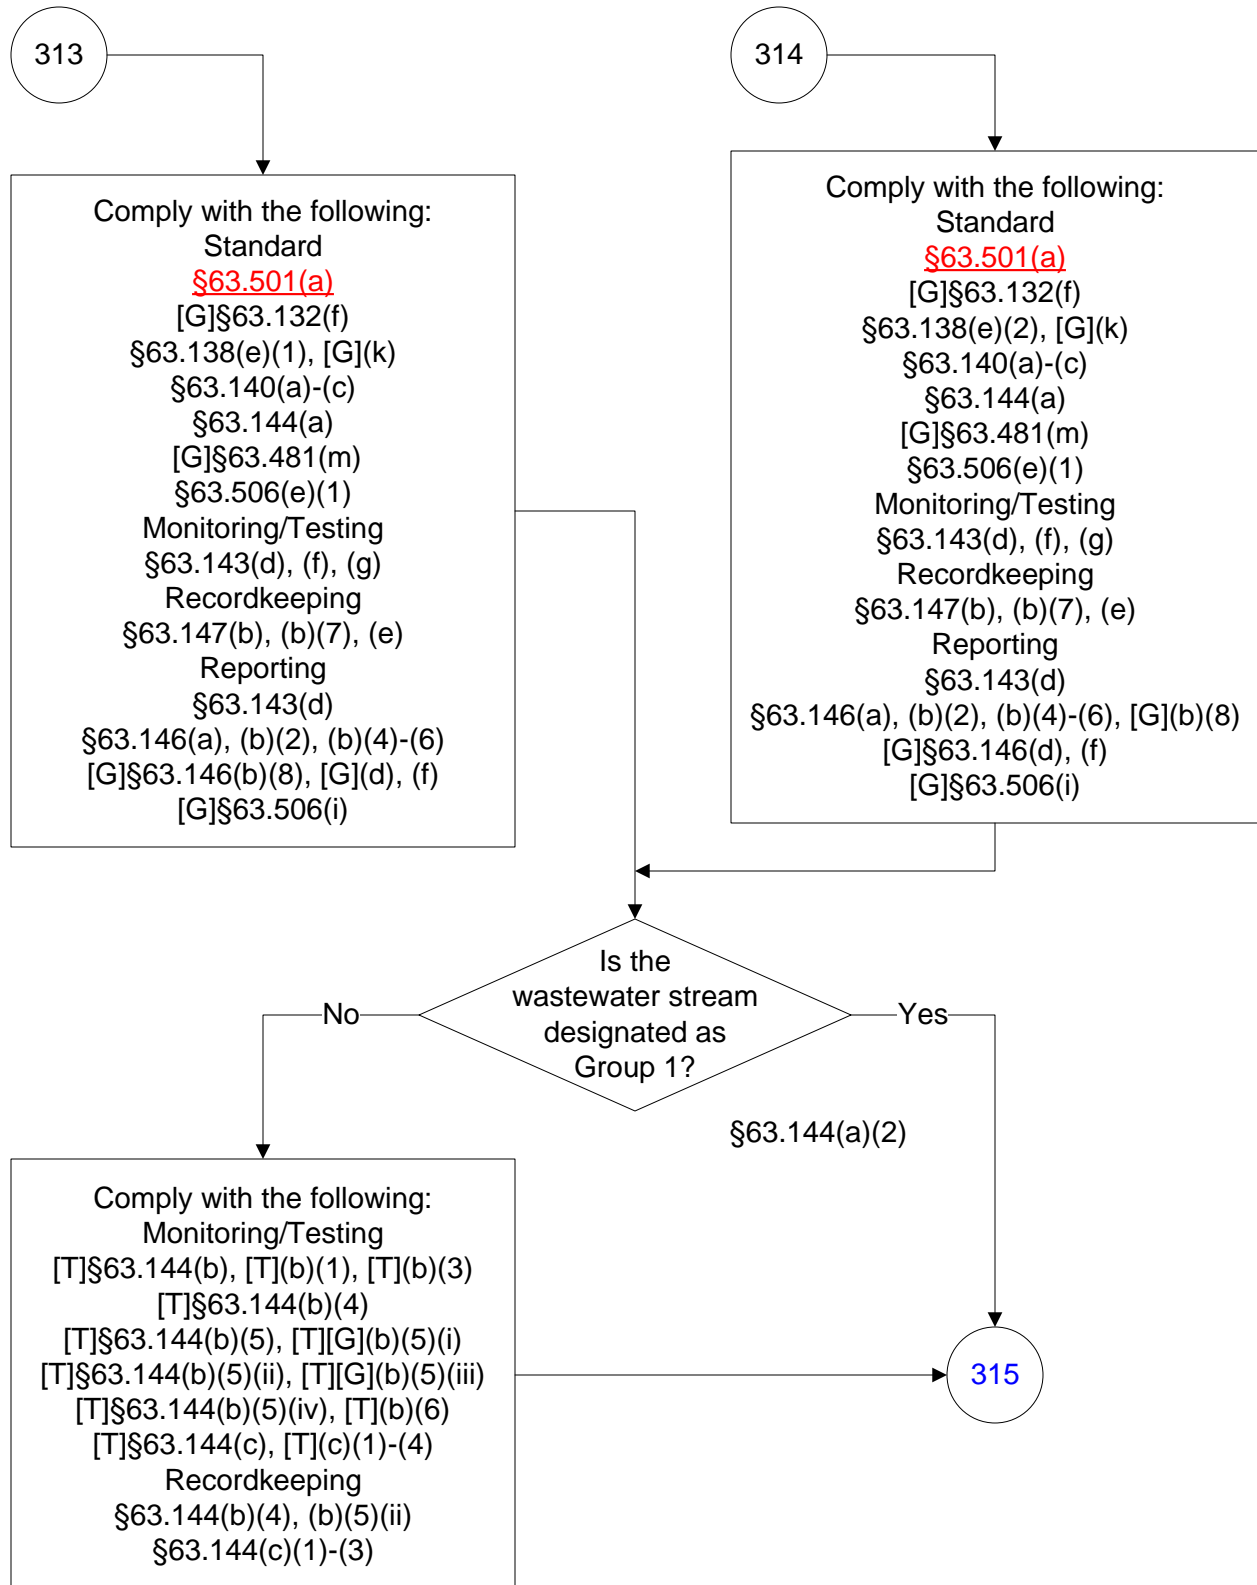 313
Comply with the following:
Standard
§63.501(a)
[G]§63.132(f)
§63.138(e)(1), [G](k)
§63.140(a)-(c)
§63.144(a)
[G]§63.481(m)
§63.506(e)(1)
Monitoring/Testing
§63.143(d), (f), (g)
Recordkeeping
§63.147(b), (b)(7), (e)
Reporting
§63.143(d)
§63.146(a), (b)(2), (b)(4)-(6)
[G]§63.146(b)(8), [G](d), (f)
[G]§63.506(i)
314
Comply with the following:
Standard
§63.501(a)
[G]§63.132(f)
§63.138(e)(2), [G](k)
§63.140(a)-(c)
§63.144(a)
[G]§63.481(m)
§63.506(e)(1)
Monitoring/Testing
§63.143(d), (f), (g)
Recordkeeping
§63.147(b), (b)(7), (e)
Reporting
§63.143(d)
§63.146(a), (b)(2), (b)(4)-(6), [G](b)(8)
[G]§63.146(d), (f)
[G]§63.506(i)
Is the
wastewater stream
designated as
Group 1?
No
Yes
§63.144(a)(2)
Comply with the following:
Monitoring/Testing
[T]§63.144(b), [T](b)(1), [T](b)(3)
[T]§63.144(b)(4)
[T]§63.144(b)(5), [T][G](b)(5)(i)
[T]§63.144(b)(5)(ii), [T][G](b)(5)(iii)
[T]§63.144(b)(5)(iv), [T](b)(6)
[T]§63.144(c), [T](c)(1)-(4)
Recordkeeping
§63.144(b)(4), (b)(5)(ii)
§63.144(c)(1)-(3)
315